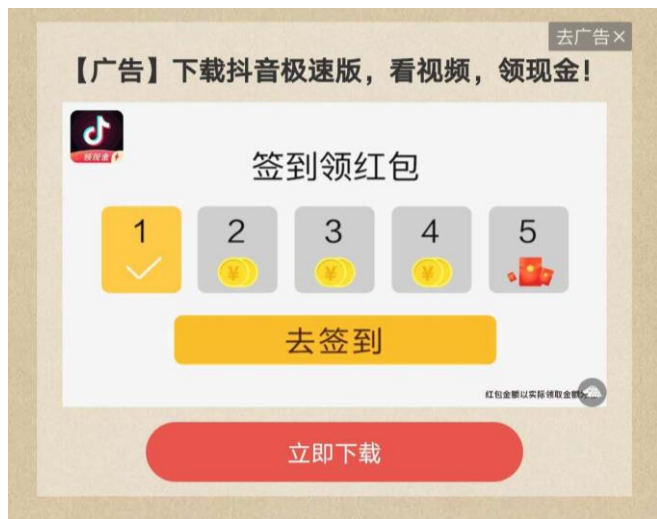 去广告×
【广告】下载抖音极速版，看视频，领现金！
领现金
签到领红包
1 2 3 4 5
¥ ¥ ¥
去签到
红包金额以实际领取金额
立即下载